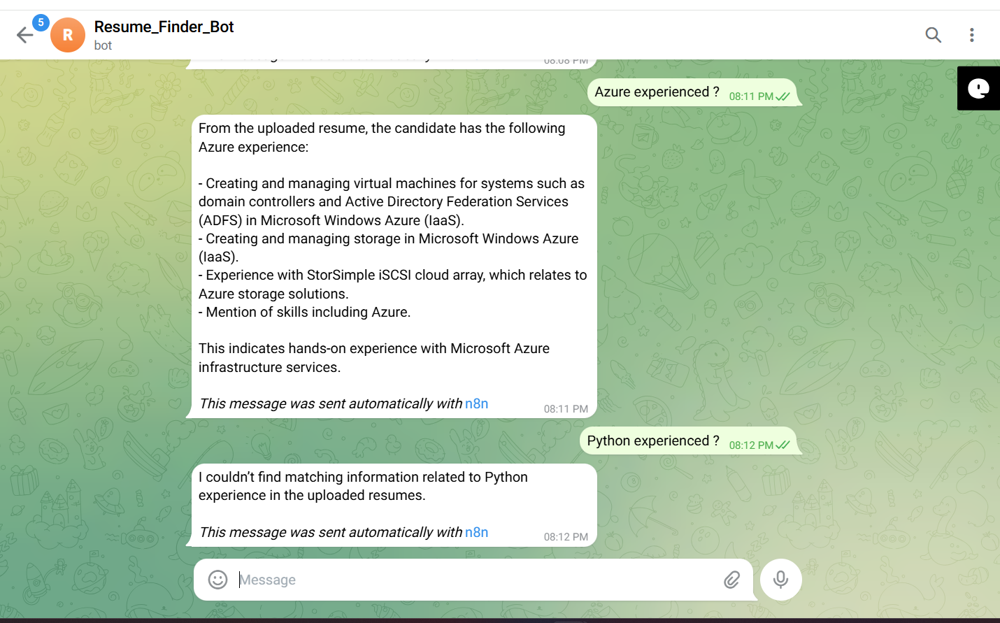 5
R
Resume_Finder_Bot
bot
08:08 PM
Azure experienced ? 08:11 PM
From the uploaded resume, the candidate has the following
Azure experience:
- Creating and managing virtual machines for systems such as
domain controllers and Active Directory Federation Services
(ADFS) in Microsoft Windows Azure (IaaS).
- Creating and managing storage in Microsoft Windows Azure
(IaaS).
- Experience with StorSimple iSCSI cloud array, which relates to
Azure storage solutions.
- Mention of skills including Azure.
This indicates hands-on experience with Microsoft Azure
infrastructure services.
This message was sent automatically with n8n
08:11 PM
Python experienced ? 08:12 PM
I couldn’t find matching information related to Python
experience in the uploaded resumes.
This message was sent automatically with n8n
08:12 PM
Message